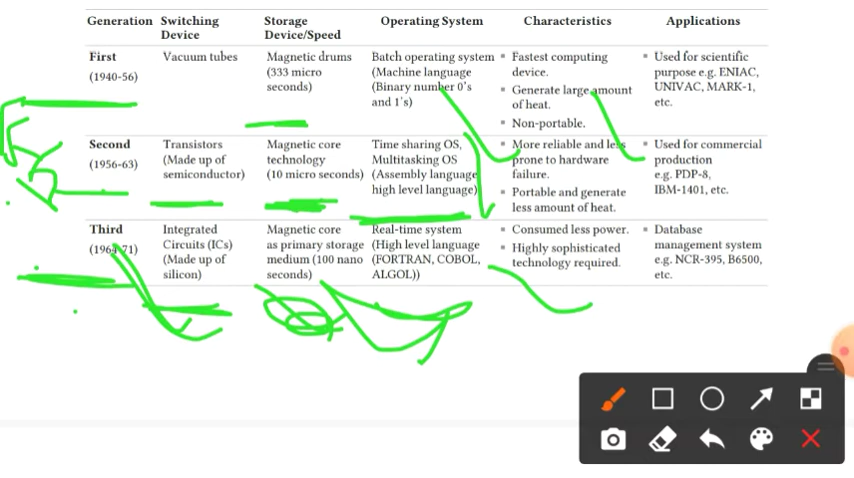 Generation Switching Device Storage Device/Speed Operating System Characteristics Applications
First
(1940-56)
Vacuum tubes
Magnetic drums
(333 micro
seconds)
Batch operating system
(Machine language
(Binary number 0's
and 1's)
▪ Fastest computing
device.
▪ Generate large amount
of heat.
▪ Non-portable.
▪ Used for scientific
purpose e.g. ENIAC,
UNIVAC, MARK-1,
etc.
Second
(1956-63)
Transistors
(Made up of
semiconductor)
Magnetic core
technology
(10 micro seconds)
Time sharing OS,
Multitasking OS
(Assembly language
high level language)
▪ More reliable and less
prone to hardware
failure.
▪ Portable and generate
less amount of heat.
▪ Used for commercial
production
e.g. PDP-8,
IBM-1401, etc.
Third
(1964-71)
Integrated
Circuits (ICs)
(Made up of
silicon)
Magnetic core
as primary storage
medium (100 nano
seconds)
Real-time system
(High level language
(FORTRAN, COBOL,
ALGOL))
▪ Consumed less power.
▪ Highly sophisticated
technology required.
▪ Database
management system
e.g. NCR-395, B6500,
etc.